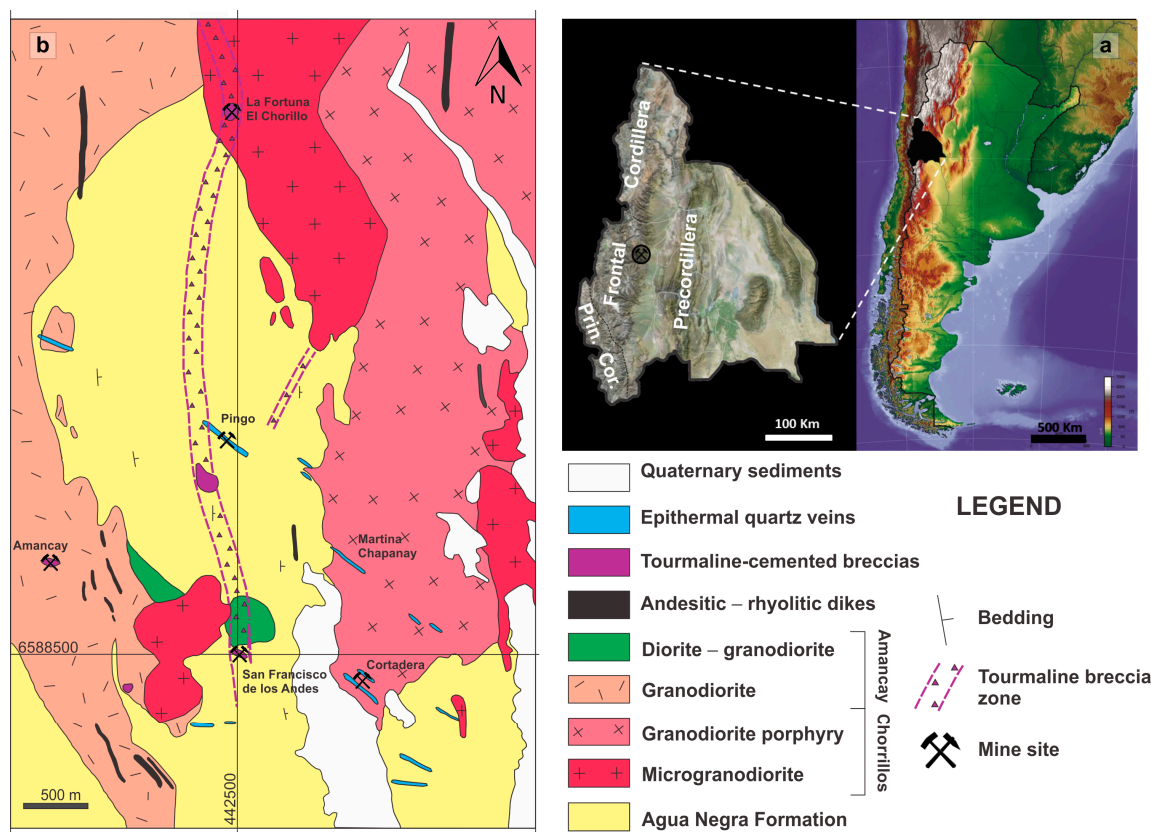 b
N
La Fortuna
El Chorillo
Pingo
Martina
Chapanay
Amancay
6588500
San Francisco
de los Andes
Cortadera
442500
500 m
a
Cordillera
Frontal
Precordillera
Prin. Cor.
100 Km
500 Km
LEGEND
Quaternary sediments
Epithermal quartz veins
Tourmaline-cemented breccias
Andesitic – rhyolitic dikes
Diorite – granodiorite
Granodiorite
Granodiorite porphyry
Microgranodiorite
Agua Negra Formation
Amancay
Chorrillos
Bedding
Tourmaline breccia
zone
Mine site